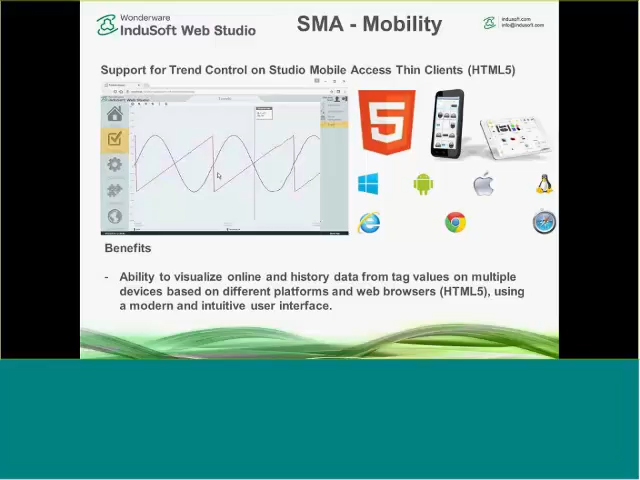 Wonderware
InduSoft Web Studio
SMA - Mobility
indusoft.com
info@indusoft.com
Support for Trend Control on Studio Mobile Access Thin Clients (HTML5)
5
Benefits
- Ability to visualize online and history data from tag values on multiple
devices based on different platforms and web browsers (HTML5), using
a modern and intuitive user interface.